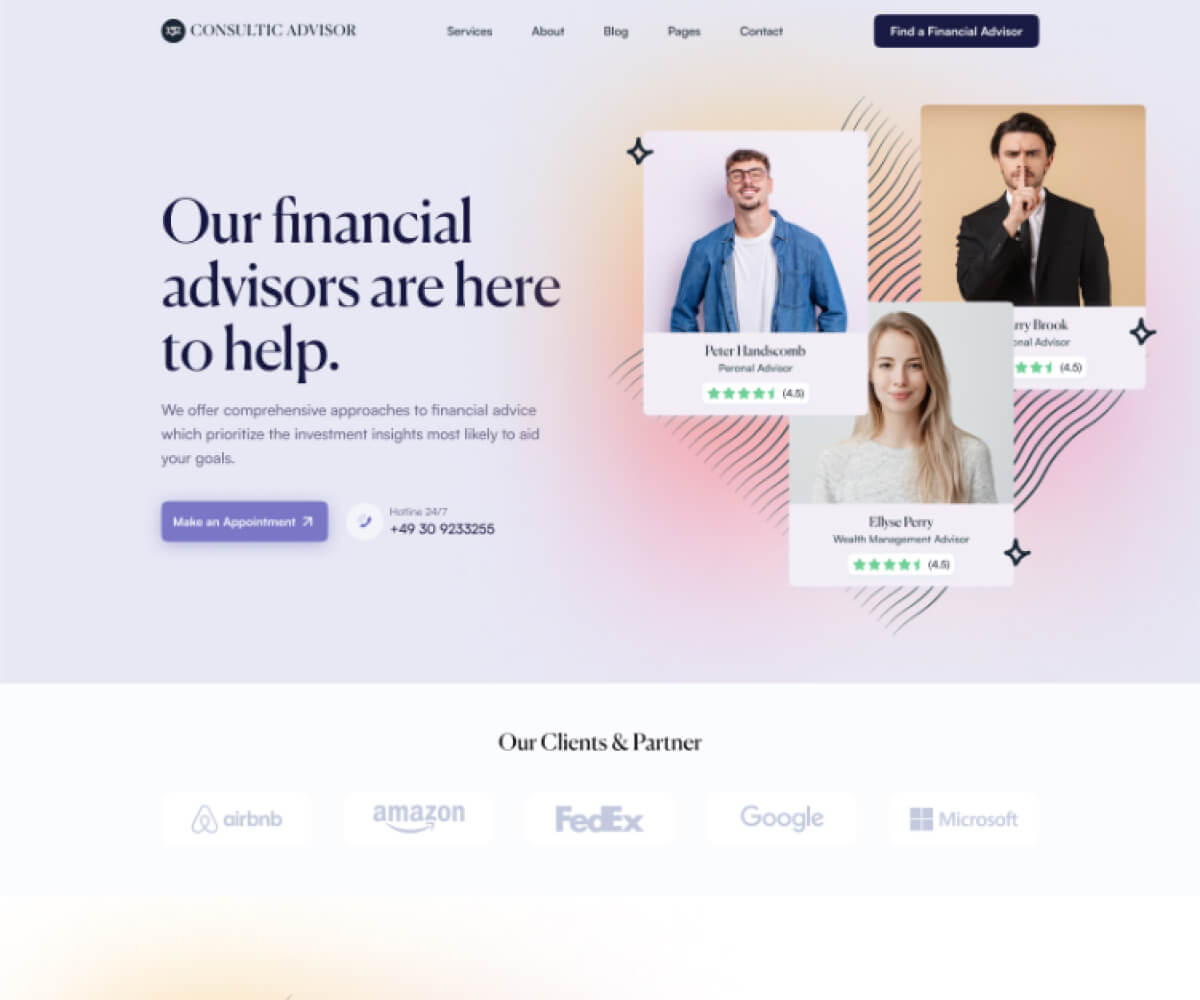 CONSULTIC ADVISOR
Services
About
Blog
Pages
Contact
Find a Financial Advisor
Our financial
advisors are here
to help.
We offer comprehensive approaches to financial advice
which prioritize the investment insights most likely to aid
your goals.
Make an Appointment
Hotline 24/7
+49 30 9233255
Peter Handscomb
Peronal Advisor
(4.5)
Brook
Advisor
(4.5)
Ellyse Perry
Wealth Management Advisor
(4.5)
Our Clients & Partner
airbnb
amazon
FedEx
Google
Microsoft